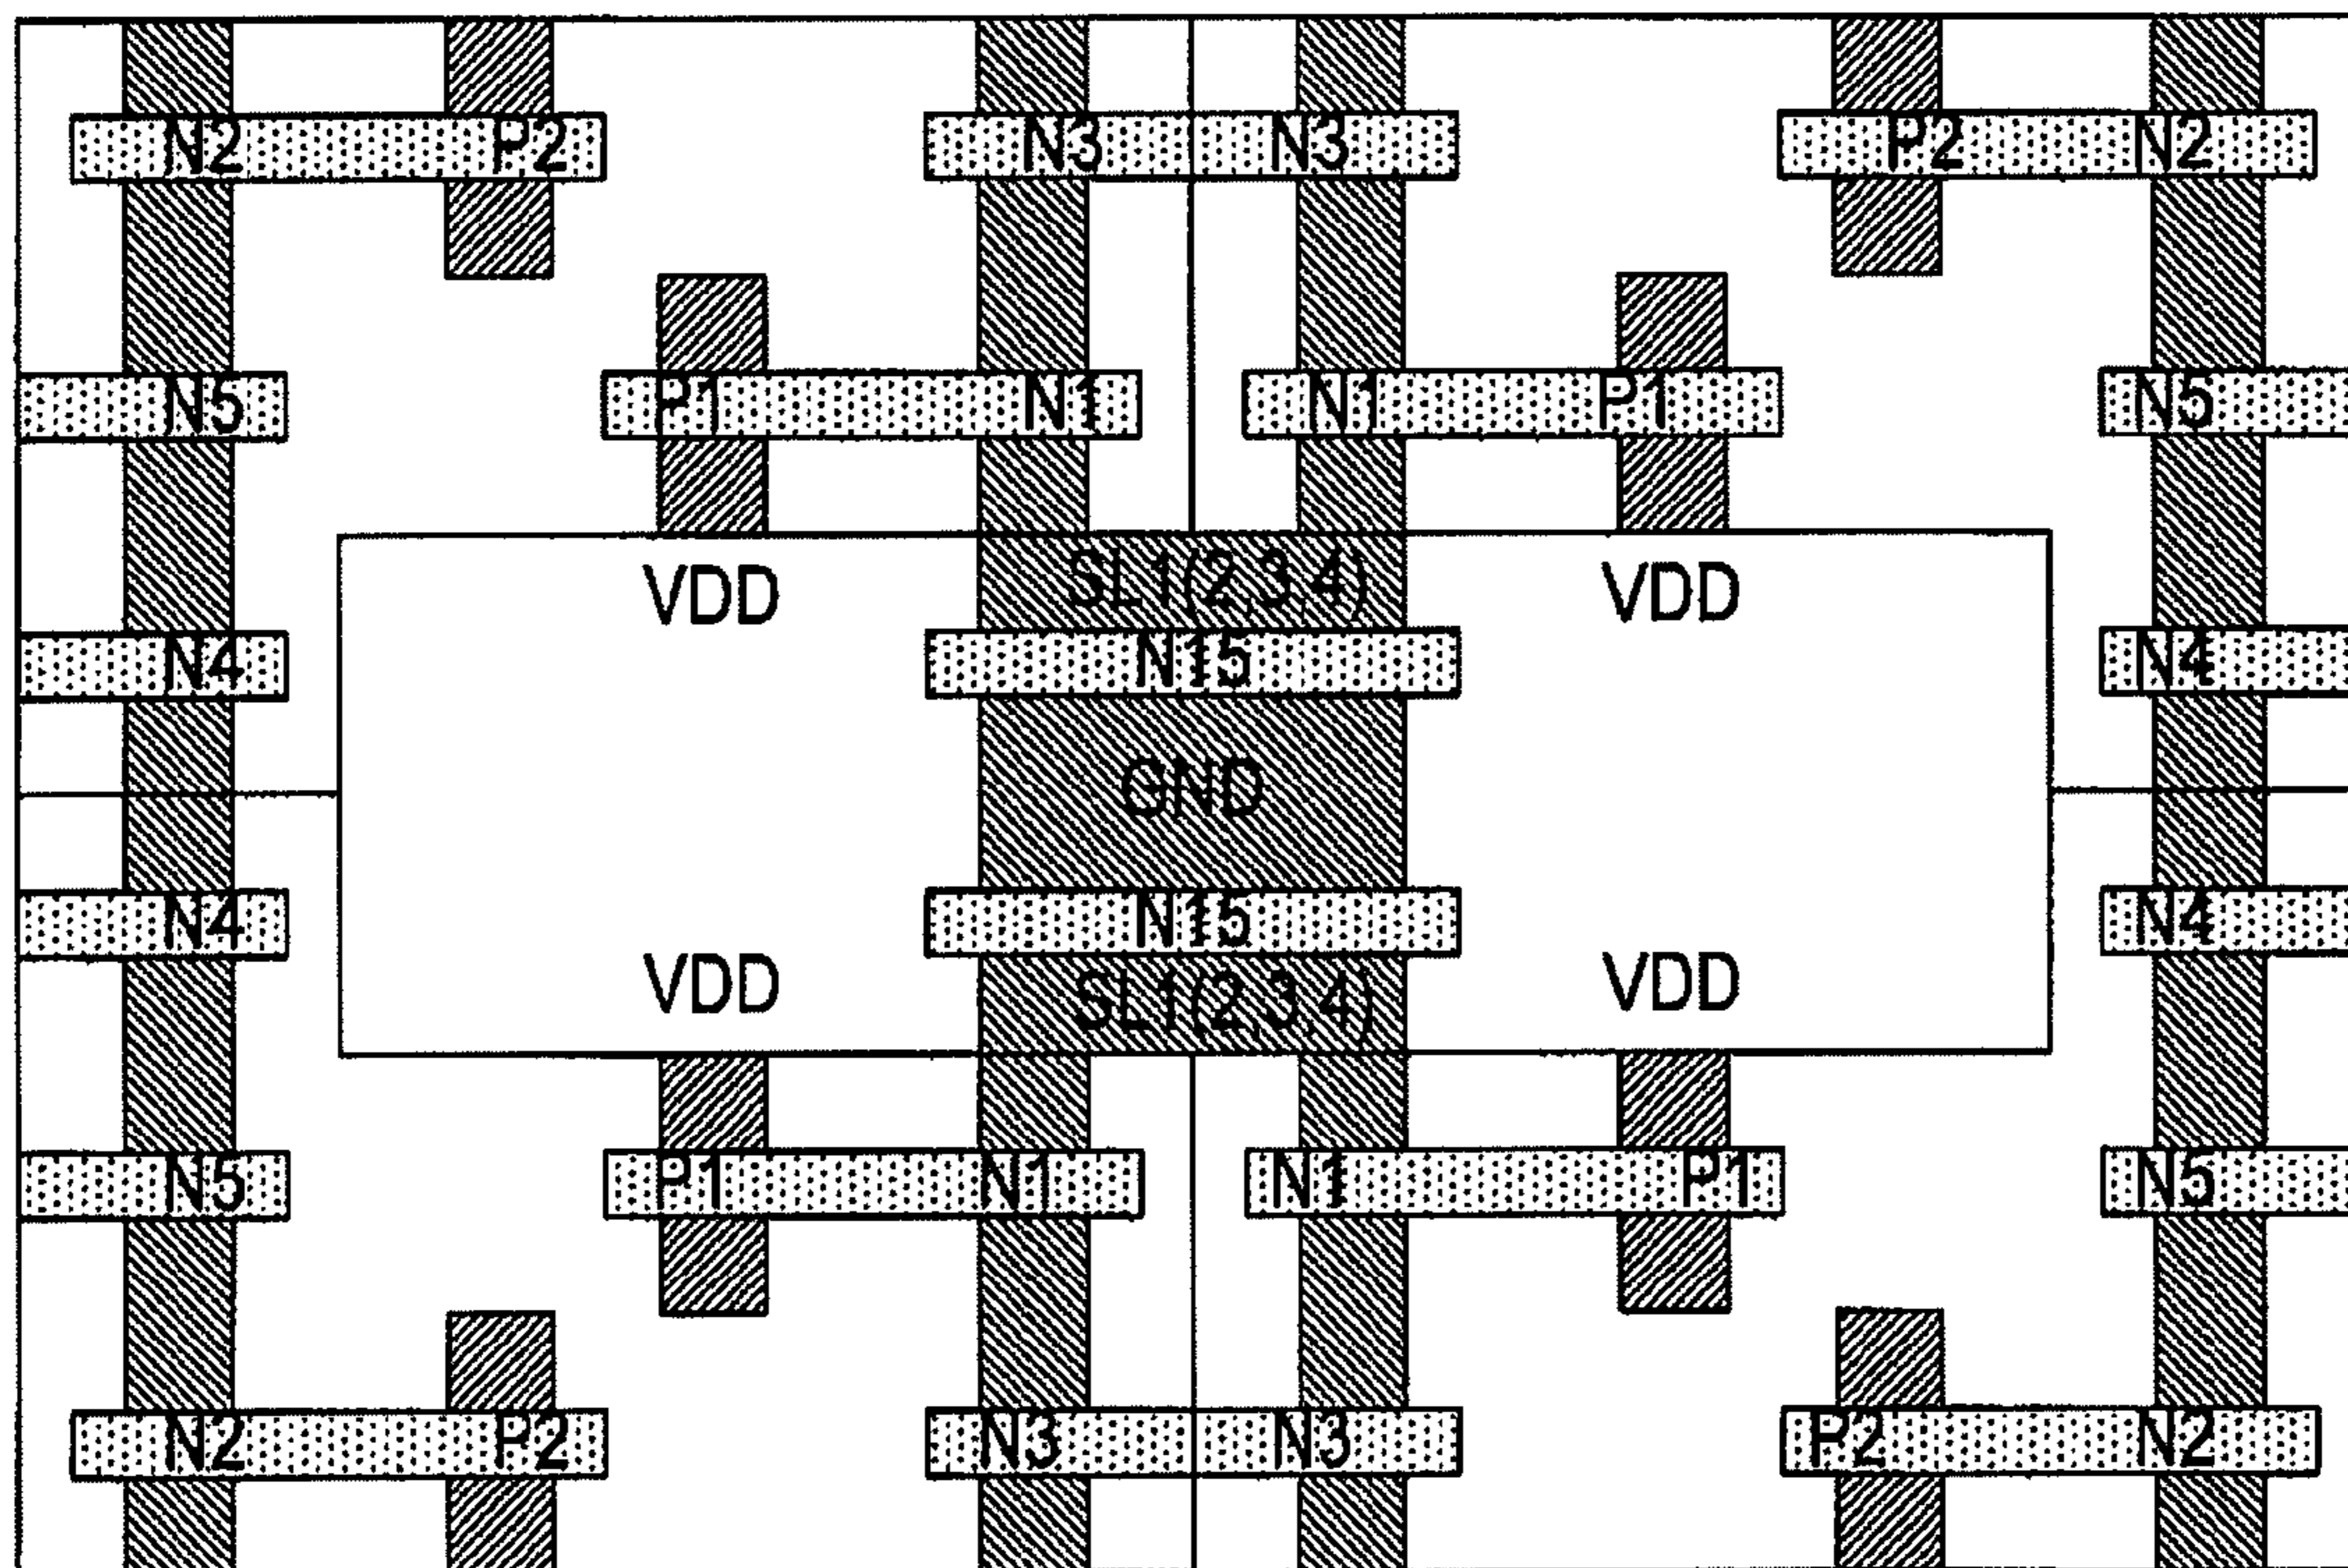 N2 P2 N3 N3 P2 N2
N5 P1 N1 N1 P1 N5
VDD SL1(2,3,4) VDD
N4 N15 N4
GND
N4 N15 N4
VDD SL1(2,3,4) VDD
N5 P1 N1 N1 P1 N5
N2 P2 N3 N3 P2 N2